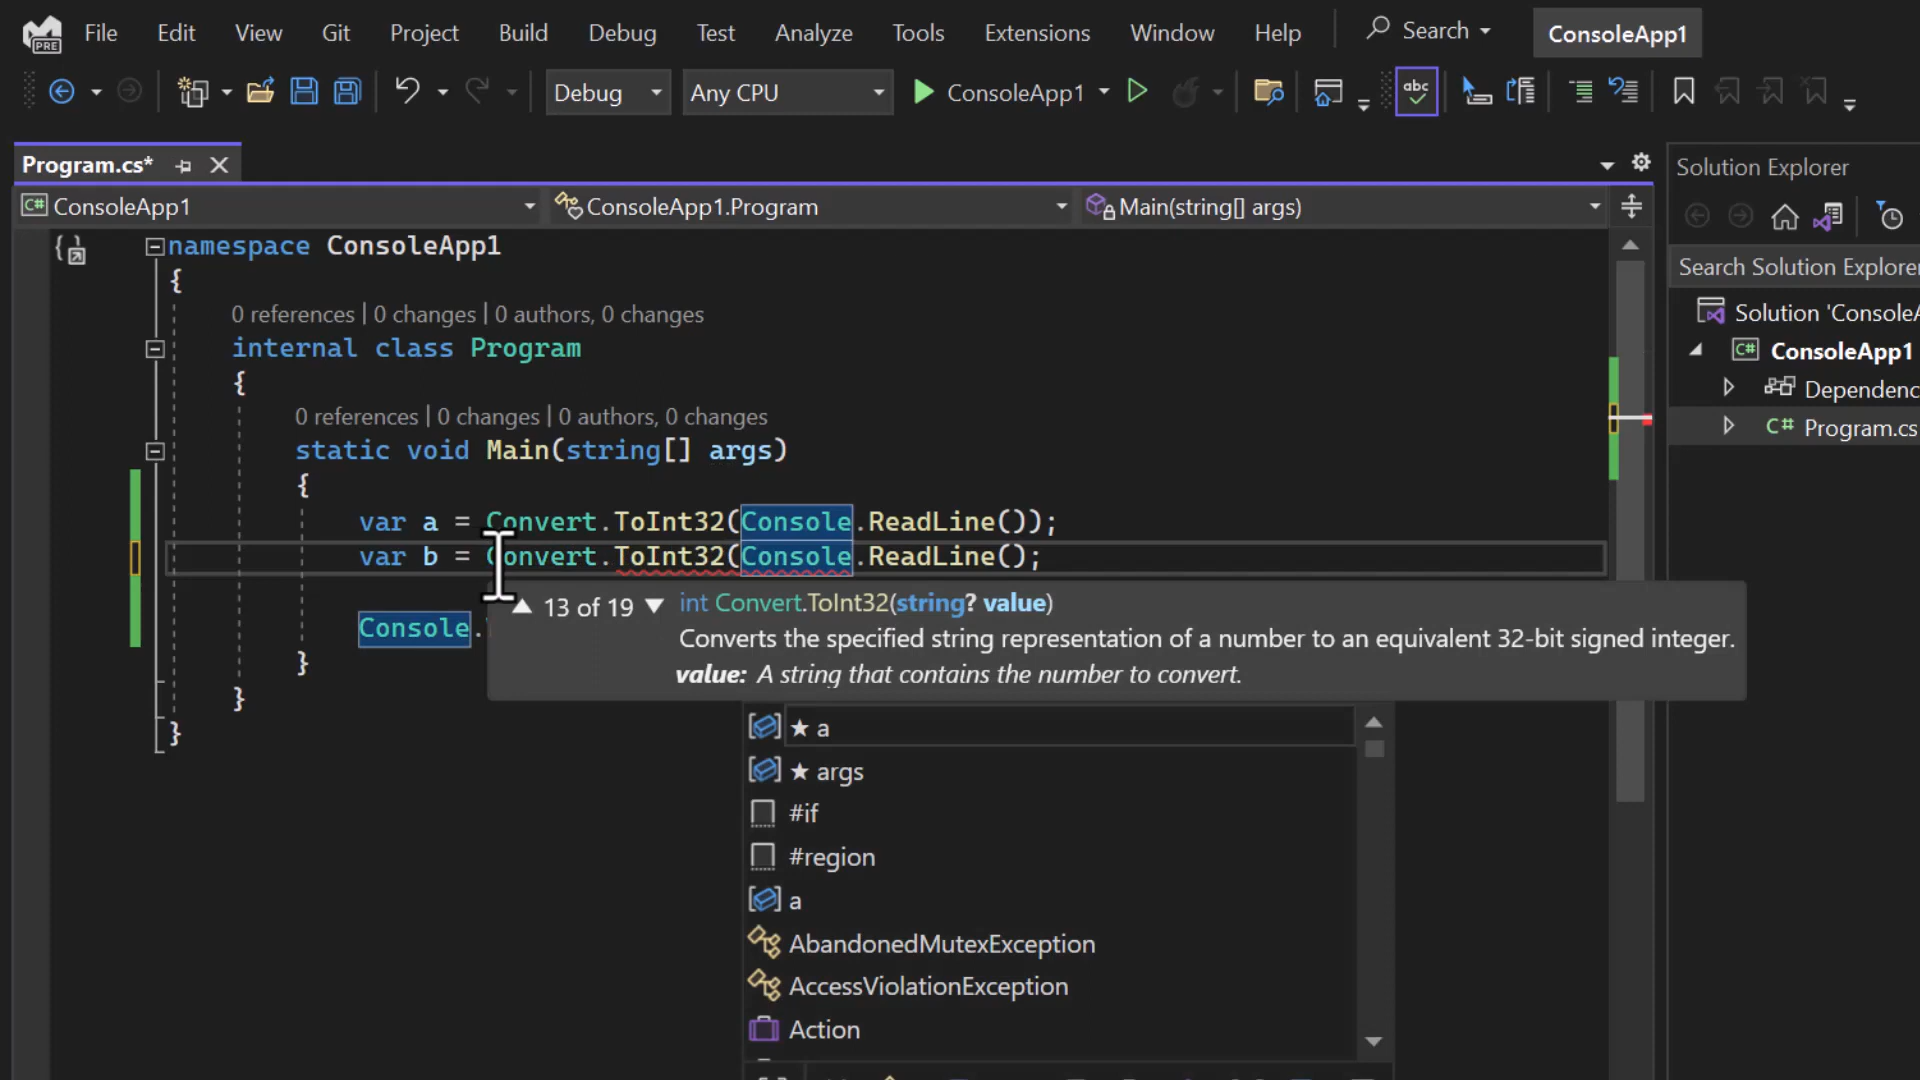 PRE File Edit View Git Project Build Debug Test Analyze Tools Extensions Window Help Search ConsoleApp1
Debug Any CPU ConsoleApp1 abc
Program.cs*
Solution Explorer
C# ConsoleApp1 ConsoleApp1.Program Main(string[] args)
namespace ConsoleApp1
{
0 references | 0 changes | 0 authors, 0 changes
internal class Program
{
0 references | 0 changes | 0 authors, 0 changes
static void Main(string[] args)
{
var a = Convert.ToInt32(Console.ReadLine());
var b = Convert.ToInt32(Console.ReadLine();
Console.
}
}
}
13 of 19 int Convert.ToInt32(string? value)
Converts the specified string representation of a number to an equivalent 32-bit signed integer.
value: A string that contains the number to convert.
★ a
★ args
#if
#region
a
AbandonedMutexException
AccessViolationException
Action
Search Solution Explorer
Solution 'ConsoleA
C# ConsoleApp1
Dependenc
C# Program.cs